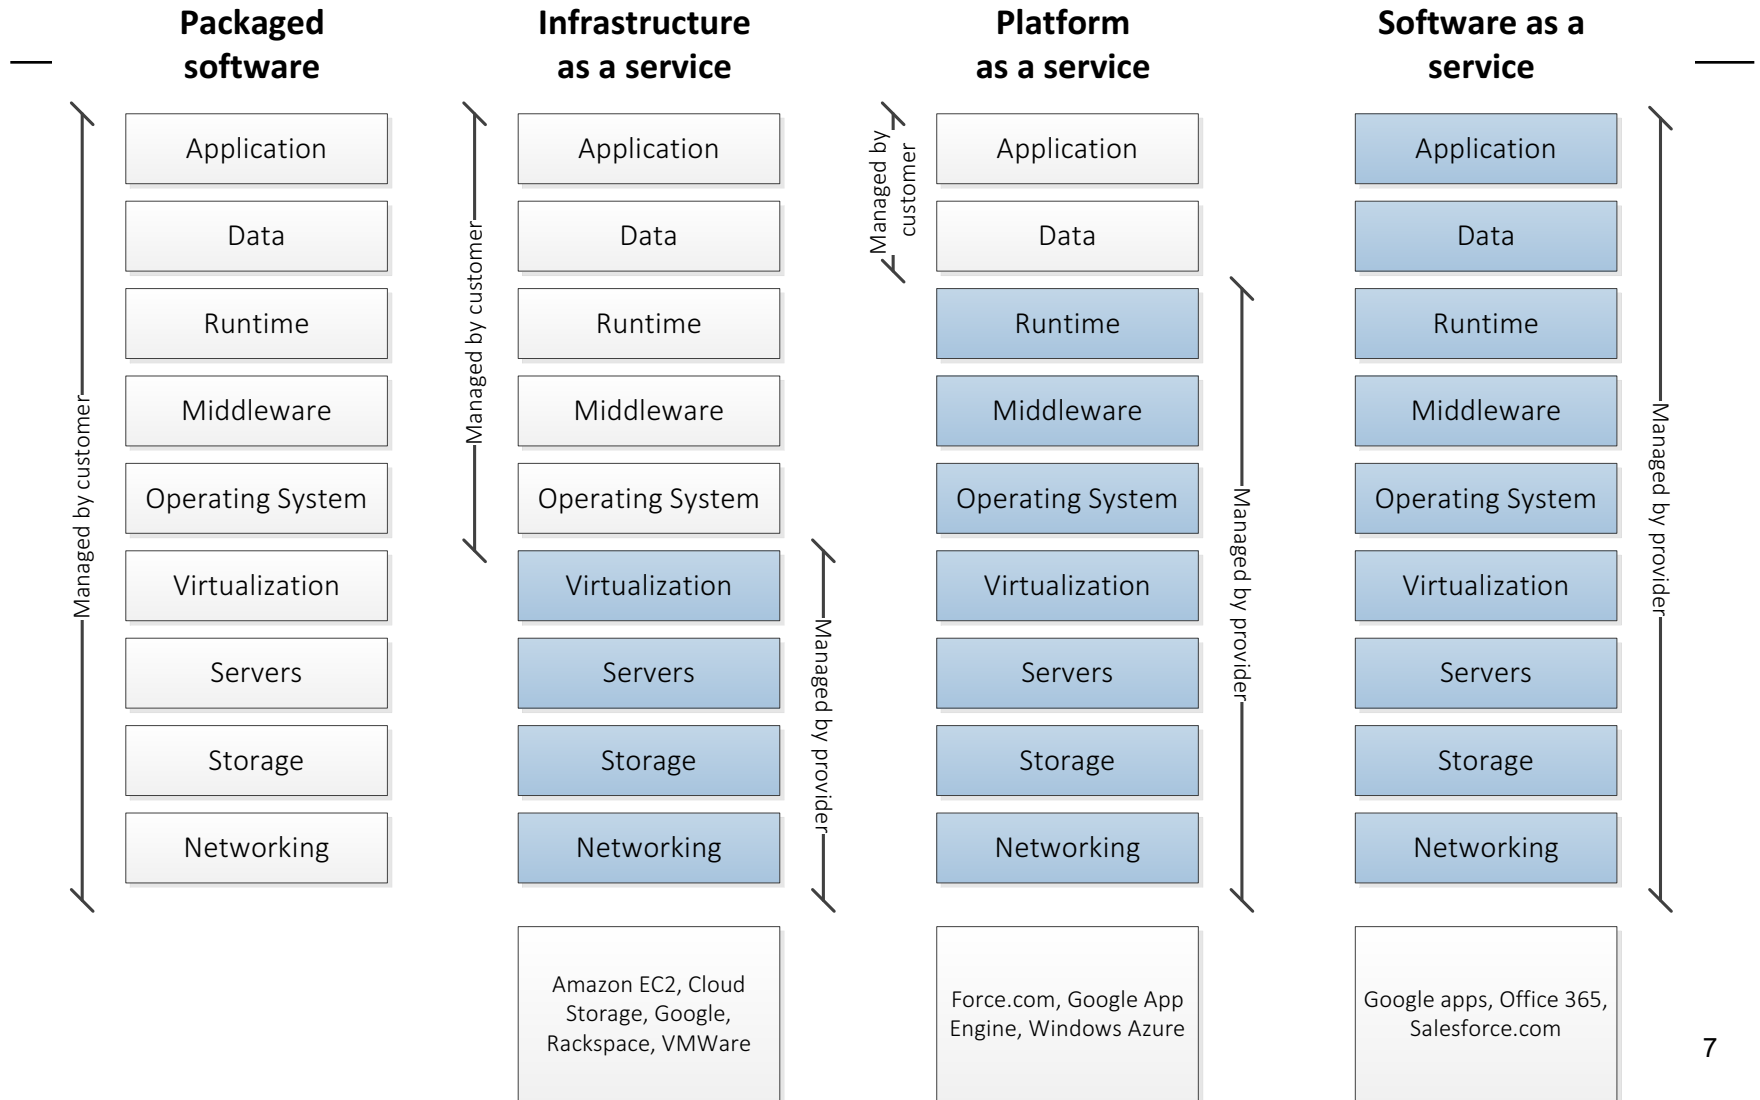 Packaged
software
Managed by customer
Application
Data
Runtime
Middleware
Operating System
Virtualization
Servers
Storage
Networking
Infrastructure
as a service
Managed by customer
Application
Data
Runtime
Middleware
Operating System
Virtualization
Servers
Storage
Networking
Managed by provider
Amazon EC2, Cloud
Storage, Google,
Rackspace, VMWare
Platform
as a service
Managed by
customer
Application
Data
Runtime
Middleware
Operating System
Virtualization
Servers
Storage
Networking
Managed by provider
Force.com, Google App
Engine, Windows Azure
Software as a
service
Application
Data
Runtime
Middleware
Operating System
Virtualization
Servers
Storage
Networking
Managed by provider
Google apps, Office 365,
Salesforce.com
7